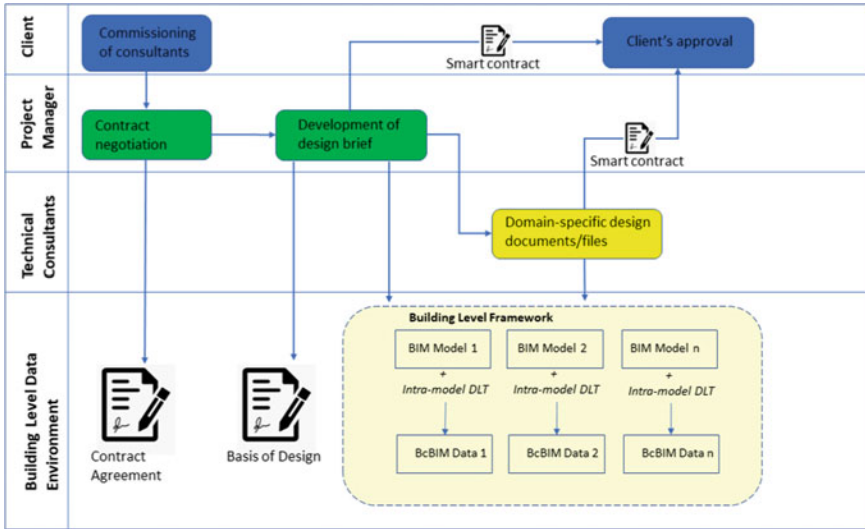 Client
Commissioning
of consultants
Smart contract
Client's approval
Project
Manager
Contract
negotiation
Development of
design brief
Smart contract
Technical
Consultants
Domain-specific design
documents/files
Building Level Data
Environment
Contract
Agreement
Basis of Design
Building Level Framework
BIM Model 1
BIM Model 2
BIM Model n
+
+
+
Intra-model DLT
Intra-model DLT
Intra-model DLT
BcBIM Data 1
BcBIM Data 2
BcBIM Data n